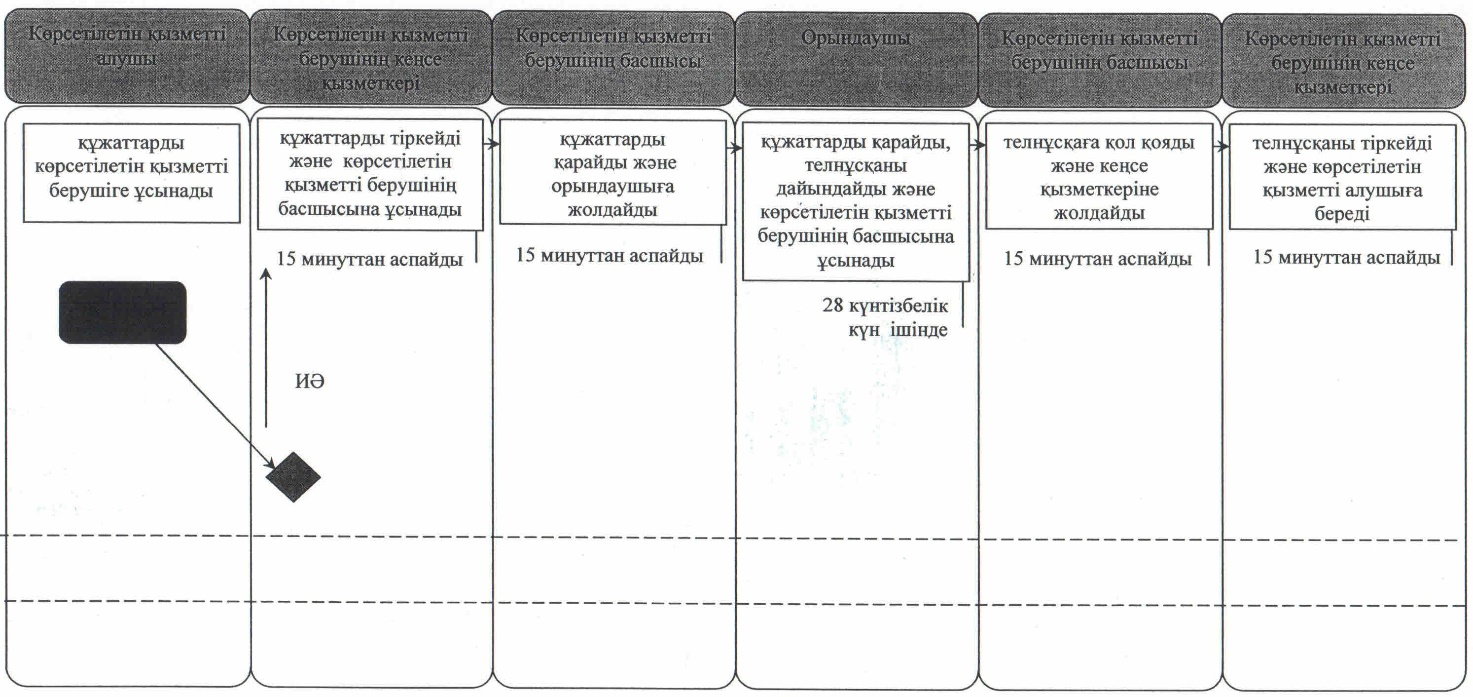 Көрсетілетін қызметті
алушы
Көрсетілетін қызметті
берушінің кеңсе
қызметкері
Көрсетілетін қызметті
берушінің басшысы
Орындаушы
Көрсетілетін қызметті
берушінің басшысы
Көрсетілетін қызметті
берушінің кеңсе
қызметкері
құжаттарды
көрсетілетін қызметті
берушіге ұсынады
құжаттарды тіркейді
және көрсетілетін
қызметті берушінің
басшысына ұсынады
15 минуттан аспайды
ИӘ
құжаттарды
қарайды және
орындаушыға
жолдайды
15 минуттан аспайды
құжаттарды қарайды,
телнұсқаны
дайындайды және
көрсетілетін қызметті
берушінің басшысына
ұсынады
28 күнтізбелік
күн ішінде
телнұсқаға қол қояды
және кеңсе
қызметкеріне
жолдайды
15 минуттан аспайды
телнұсқаны тіркейді
және көрсетілетін
қызметті алушыға
береді
15 минуттан аспайды